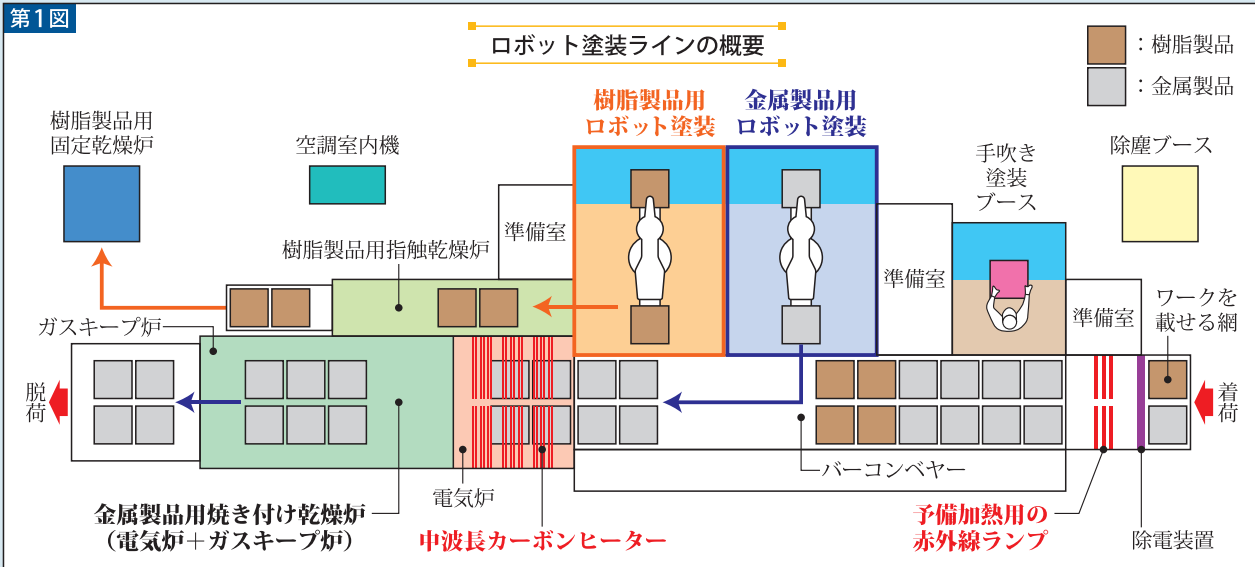 第1図
ロボット塗装ラインの概要
：樹脂製品
：金属製品
樹脂製品用
固定乾燥炉
空調室内機
樹脂製品用
ロボット塗装
金属製品用
ロボット塗装
手吹き
塗装
ブース
除塵ブース
準備室
樹脂製品用指触乾燥炉
準備室
準備室
ワークを
載せる網
ガスキープ炉
脱荷
着荷
バーコンベヤー
電気炉
金属製品用焼き付け乾燥炉
（電気炉＋ガスキープ炉）
中波長カーボンヒーター
予備加熱用の
赤外線ランプ
除電装置